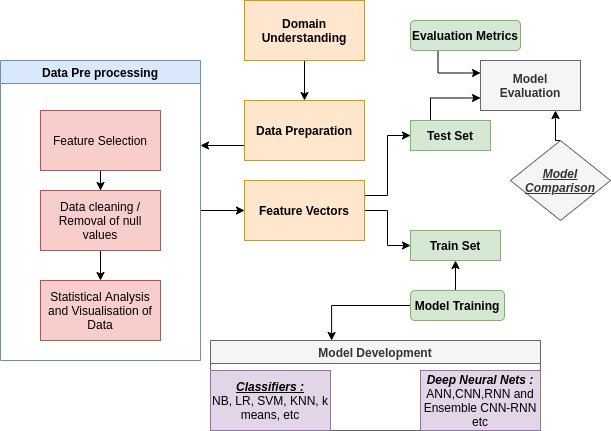 Domain
Understanding
Evaluation Metrics
Data Pre processing
Model
Evaluation
Data Preparation
Test Set
Feature Selection
Model
Comparison
Data cleaning /
Removal of null
values
Feature Vectors
Train Set
Statistical Analysis
and Visualisation of
Data
Model Training
Model Development
Classifiers :
NB, LR, SVM, KNN, k
means, etc
Deep Neural Nets :
ANN,CNN,RNN and
Ensemble CNN-RNN
etc